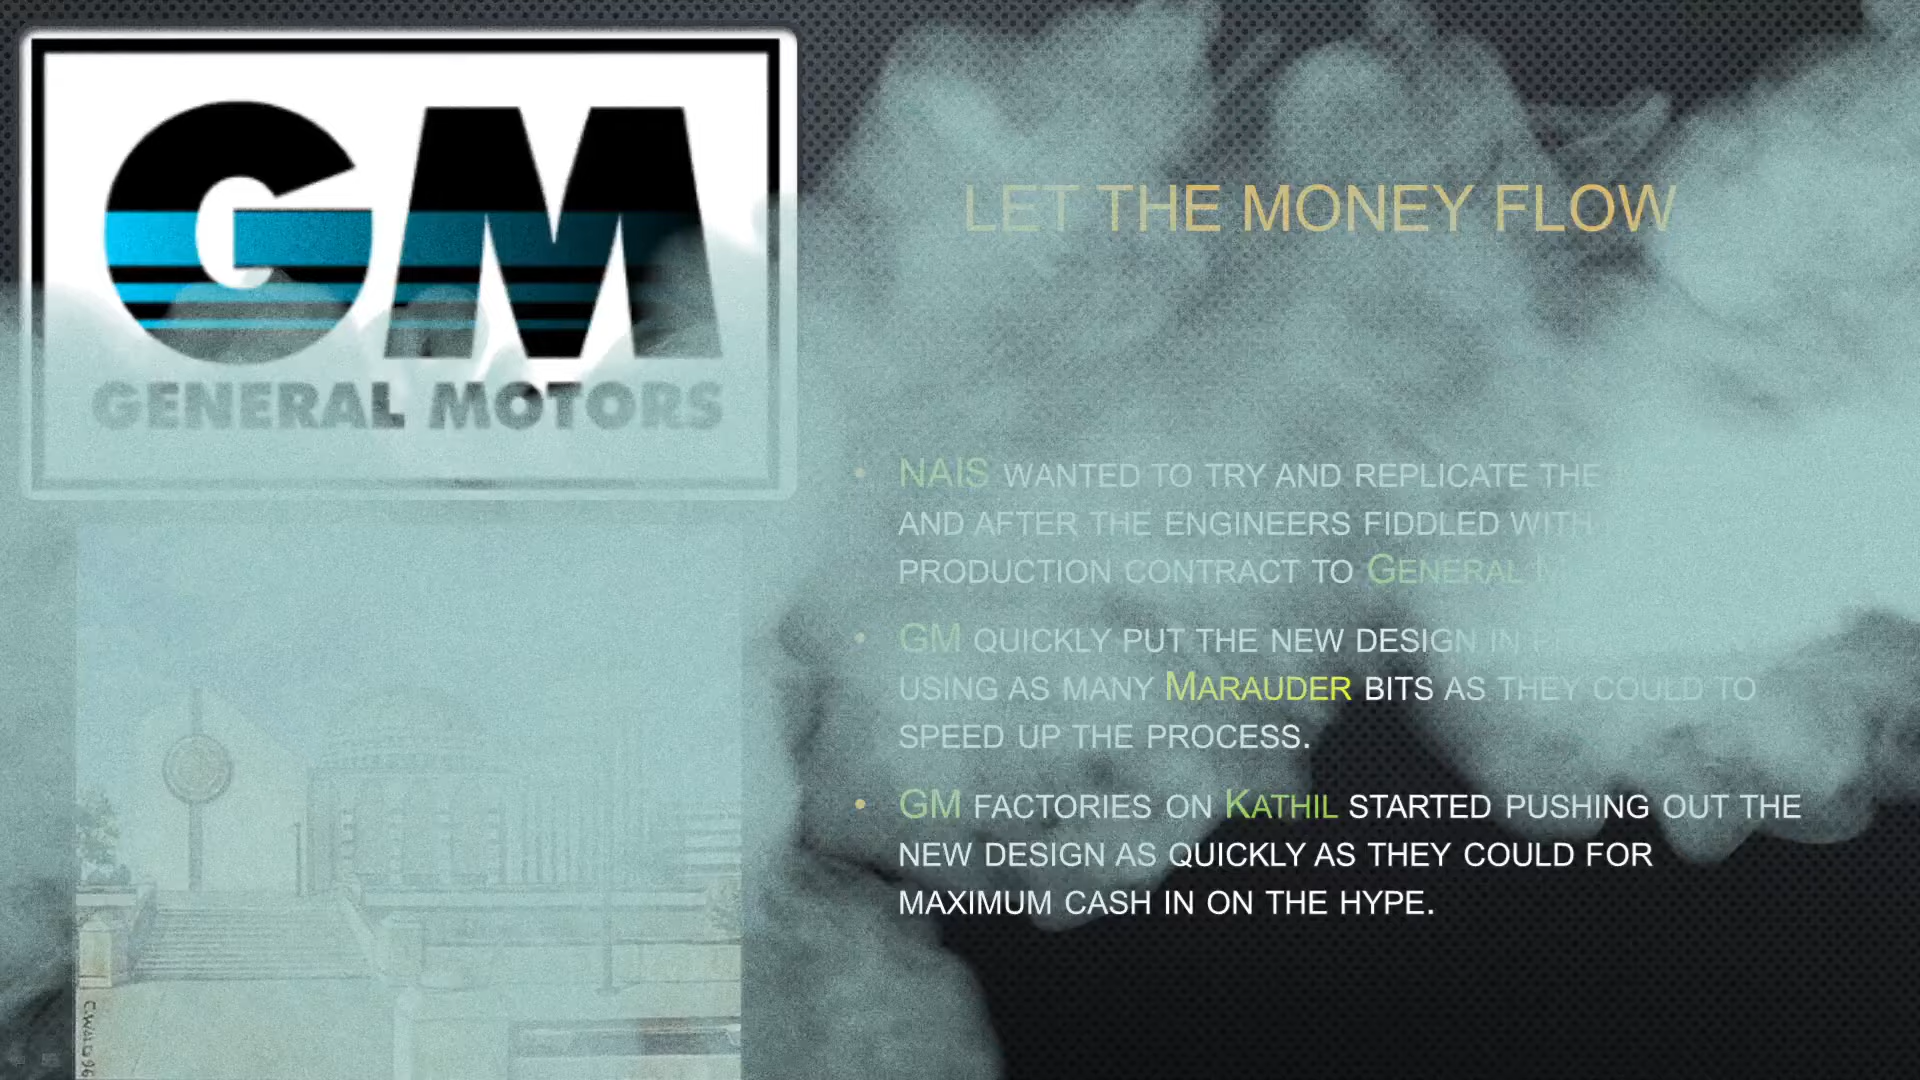 GM
GENERAL MOTORS
LET THE MONEY FLOW
• NAIS WANTED TO TRY AND REPLICATE THE
AND AFTER THE ENGINEERS FIDDLED WITH
PRODUCTION CONTRACT TO GENERAL
• GM QUICKLY PUT THE NEW DESIGN IN
USING AS MANY MARAUDER BITS AS THEY COULD TO
SPEED UP THE PROCESS.
• GM FACTORIES ON KATHIL STARTED PUSHING OUT THE
NEW DESIGN AS QUICKLY AS THEY COULD FOR
MAXIMUM CASH IN ON THE HYPE.